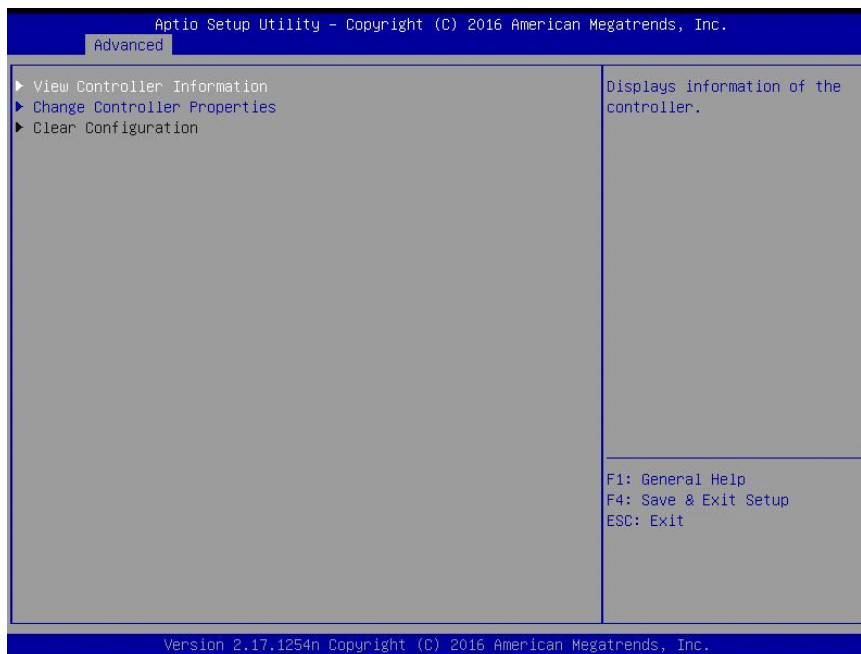 Aptio Setup Utility – Copyright (C) 2016 American Megatrends, Inc.
Advanced
View Controller Information
Change Controller Properties
Clear Configuration
Displays information of the
controller.
F1: General Help
F4: Save & Exit Setup
ESC: Exit
Version 2.17.1254n Copyright (C) 2016 American Megatrends, Inc.